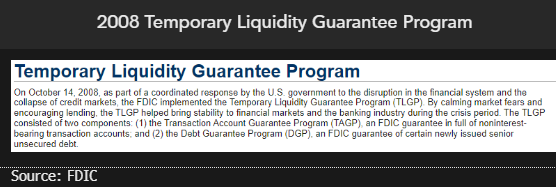 2008 Temporary Liquidity Guarantee Program
Temporary Liquidity Guarantee Program
On October 14, 2008, as part of a coordinated response by the U.S. government to the disruption in the financial system and the
collapse of credit markets, the FDIC implemented the Temporary Liquidity Guarantee Program (TLGP). By calming market fears and
encouraging lending, the TLGP helped bring stability to financial markets and the banking industry during the crisis period. The TLGP
consisted of two components: (1) the Transaction Account Guarantee Program (TAGP), an FDIC guarantee in full of noninterest-
bearing transaction accounts; and (2) the Debt Guarantee Program (DGP), an FDIC guarantee of certain newly issued senior
unsecured debt.
Source: FDIC